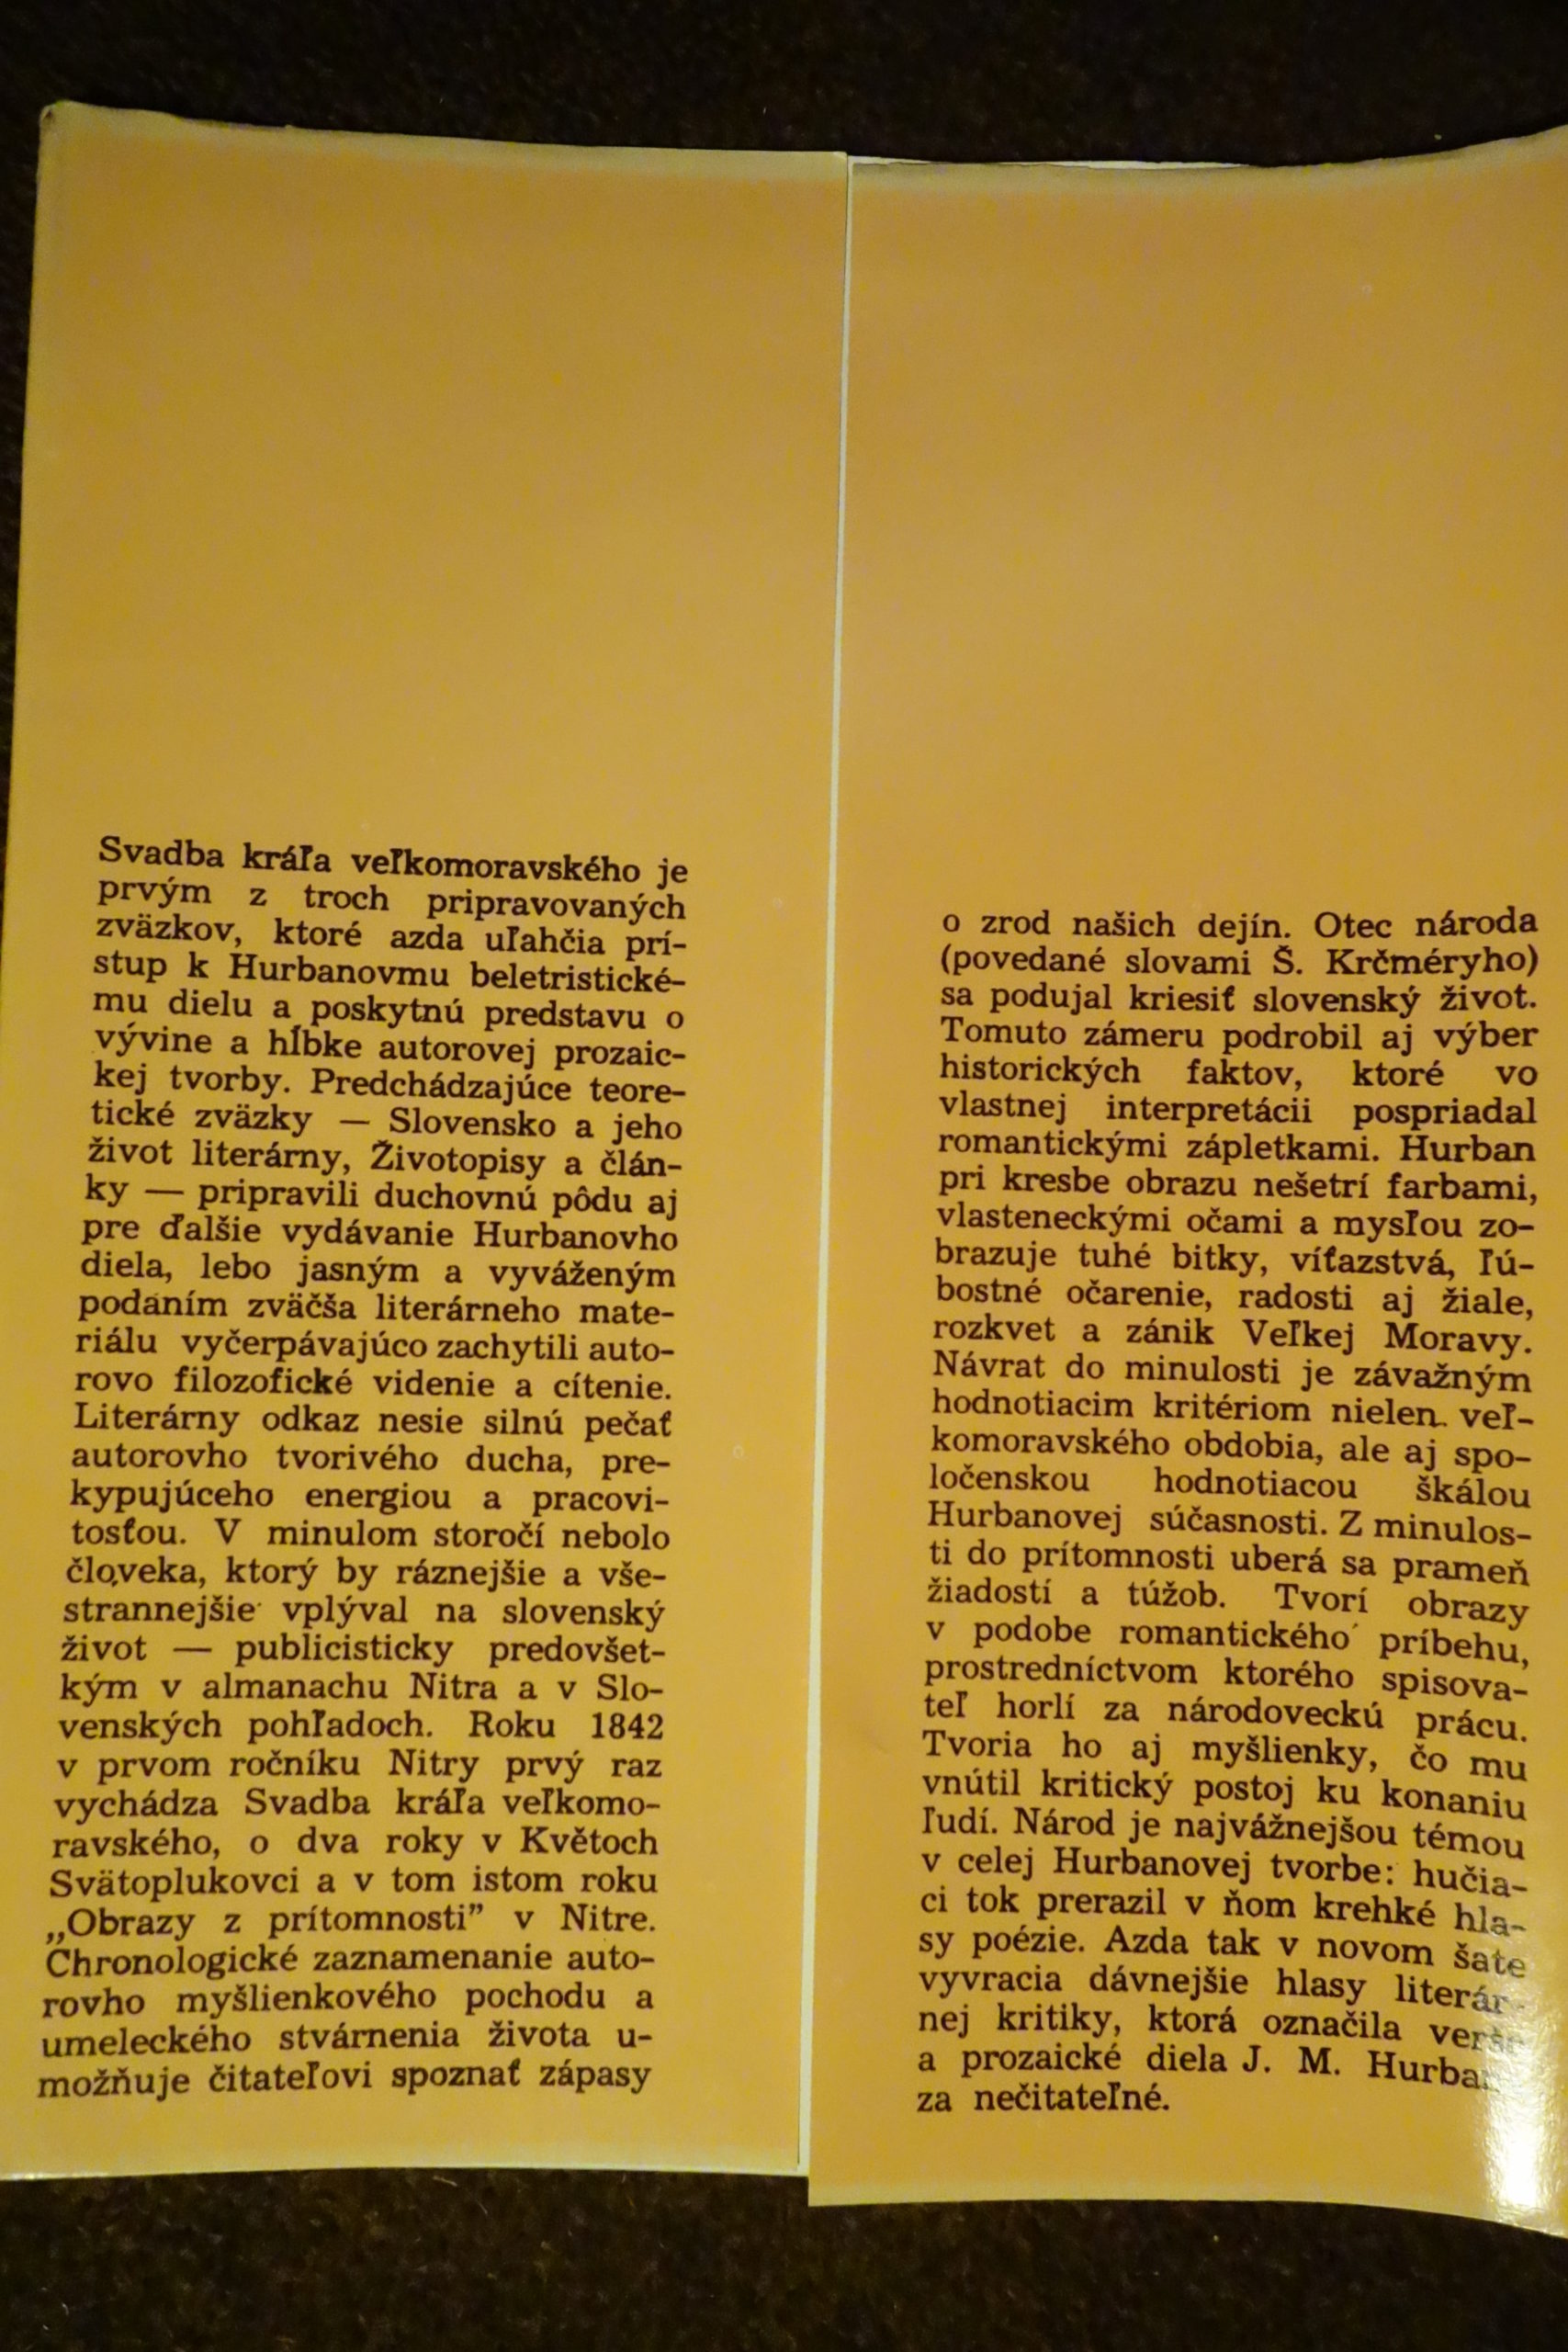 Svadba kráľa veľkomoravského je
prvým z troch pripravovaných
zväzkov, ktoré azda uľahčia prí-
stup k Hurbanovmu beletristické-
mu dielu a poskytnú predstavu o
vývine a hĺbke autorovej prozaic-
kej tvorby. Predchádzajúce teore-
tické zväzky — Slovensko a jeho
život literárny, Životopisy a člán-
ky — pripravili duchovnú pôdu aj
pre ďalšie vydávanie Hurbanovho
diela, lebo jasným a vyváženým
podaním zväčša literárneho mate-
riálu vyčerpávajúco zachytili auto-
rovo filozofické videnie a cítenie.
Literárny odkaz nesie silnú pečať
autorovho tvorivého ducha, pre-
kypujúceho energiou a pracovi-
tosťou. V minulom storočí nebolo
človeka, ktorý by ráznejšie a vše-
strannejšie vplýval na slovenský
život — publicisticky predovšet-
kým v almanachu Nitra a v Slo-
venských pohľadoch. Roku 1842
v prvom ročníku Nitry prvý raz
vychádza Svadba kráľa veľkomo-
ravského, o dva roky v Květoch
Svätoplukovci a v tom istom roku
„Obrazy z prítomnosti” v Nitre.
Chronologické zaznamenanie auto-
rovho myšlienkového pochodu a
umeleckého stvárnenia života u-
možňuje čitateľovi spoznať zápasy
o zrod našich dejín. Otec národa
(povedané slovami Š. Krčméryho)
sa podujal kriesiť slovenský život.
Tomuto zámeru podrobil aj výber
historických faktov, ktoré vo
vlastnej interpretácii pospriadal
romantickými zápletkami. Hurban
pri kresbe obrazu nešetrí farbami,
vlasteneckými očami a mysľou zo-
brazuje tuhé bitky, víťazstvá, ľú-
bostné očarenie, radosti aj žiale,
rozkvet a zánik Veľkej Moravy.
Návrat do minulosti je závažným
hodnotiacim kritériom nielen veľ-
komoravského obdobia, ale aj spo-
ločenskou hodnotiacou škálou
Hurbanovej súčasnosti. Z minulos-
ti do prítomnosti uberá sa prameň
žiadostí a túžob. Tvorí obrazy
v podobe romantického príbehu,
prostredníctvom ktorého spisova-
teľ horlí za národoveckú prácu.
Tvoria ho aj myšlienky, čo mu
vnútil kritický postoj ku konaniu
ľudí. Národ je najvážnejšou témou
v celej Hurbanovej tvorbe: hučia-
ci tok prerazil v ňom krehké hla-
sy poézie. Azda tak v novom šate
vyvracia dávnejšie hlasy literár-
nej kritiky, ktorá označila
a prozaické diela J. M.
za nečitateľné.